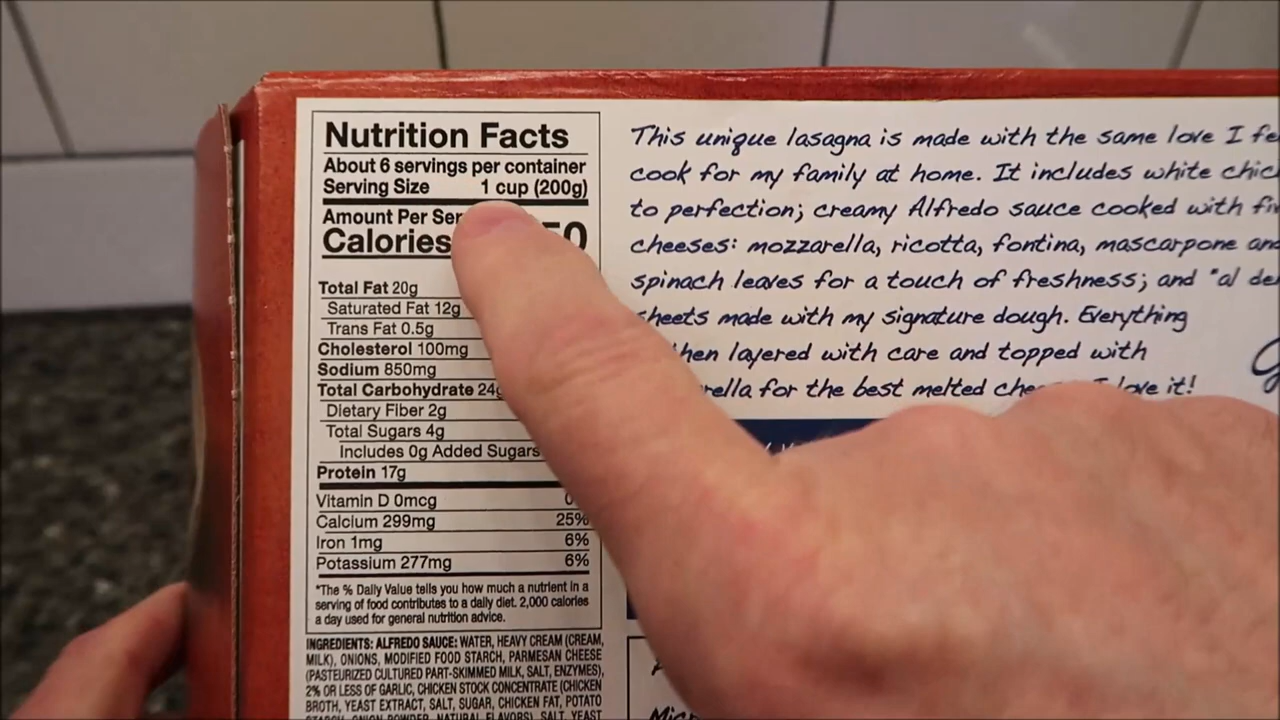 Nutrition Facts
About 6 servings per container
Serving Size 1 cup (200g)
Amount Per
Calories
Total Fat 20g
Saturated Fat 12g
Trans Fat 0.5g
Cholesterol 100mg
Sodium 850mg
Total Carbohydrate 24g
Dietary Fiber 2g
Total Sugars 4g
Includes 0g Added Sugars
Protein 17g
Vitamin D 0mcg
Calcium 299mg 25%
Iron 1mg 6%
Potassium 277mg 6%
*The % Daily Value tells you how much a nutrient in a
serving of food contributes to a daily diet. 2,000 calories
a day used for general nutrition advice.
INGREDIENTS: ALFREDO SAUCE: WATER, HEAVY CREAM (CREAM,
MILK), ONIONS, MODIFIED FOOD STARCH, PARMESAN CHEESE
(PASTEURIZED CULTURED PART-SKIMMED MILK, SALT, ENZYMES),
2% OR LESS OF GARLIC, CHICKEN STOCK CONCENTRATE (CHICKEN
BROTH, YEAST EXTRACT, SALT, SUGAR, CHICKEN FAT, POTATO
STARCH, ONION POWDER, NATURAL FLAVORS), SALT, YEAST
This unique lasagna is made with the same love I
cook for my family at home. It includes white
to perfection; creamy Alfredo sauce cooked with
cheeses: mozzarella, ricotta, fontina, mascarpone and
spinach leaves for a touch of freshness; and "al
sheets made with my signature dough. Everything
then layered with care and topped with
for the best melted I love it!